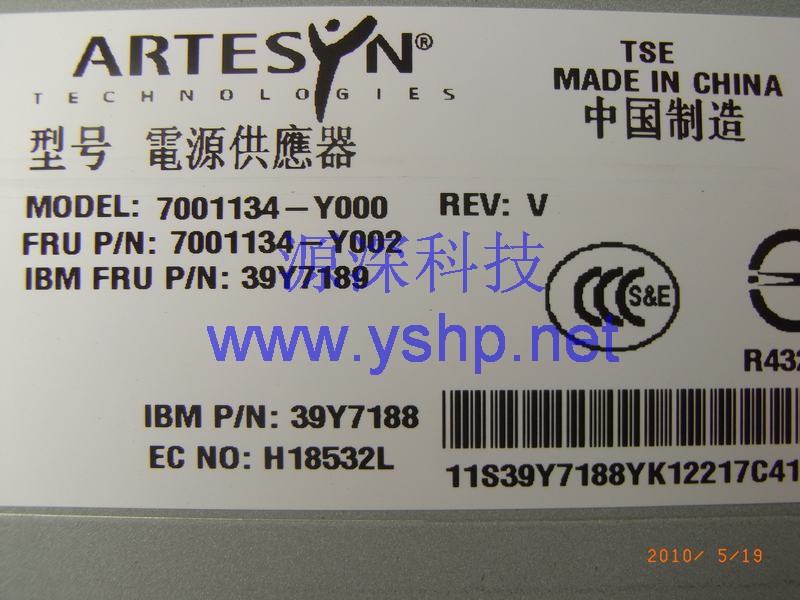 ARTESYN®
TECHNOLOGIES
TSE
MADE IN CHINA
中国制造
型号 電源供應器
MODEL: 7001134-Y000 REV: V
FRU P/N: 7001134-Y002
IBM FRU P/N: 39Y7189
源深科技
www.yshp.net
CCC S&E
R432
IBM P/N: 39Y7188
EC NO: H18532L
11S39Y7188YK12217C41
2010/ 5/19